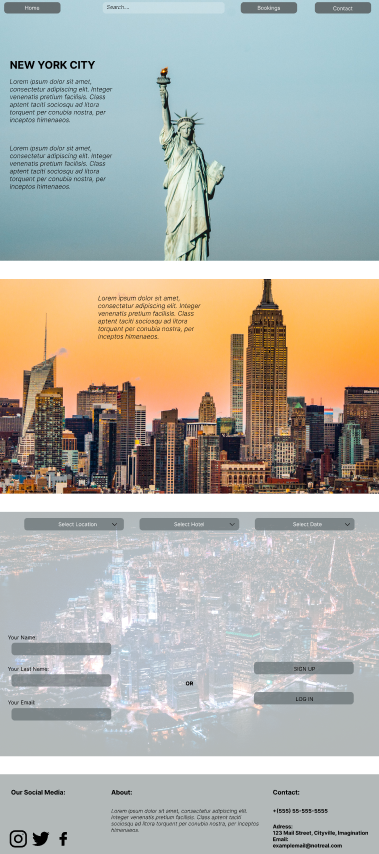 Home
Search...
Bookings
Contact
NEW YORK CITY
Lorem ipsum dolor sit amet,
consectetur adipiscing elit. Integer
venenatis pretium facilisis. Class
aptent taciti sociosqu ad litora
torquent per conubia nostra, per
inceptos himenaeos.
Lorem ipsum dolor sit amet,
consectetur adipiscing elit. Integer
venenatis pretium facilisis. Class
aptent taciti sociosqu ad litora
torquent per conubia nostra, per
inceptos himenaeos.
Lorem ipsum dolor sit amet,
consectetur adipiscing elit. Integer
venenatis pretium facilisis. Class
aptent taciti sociosqu ad litora
torquent per conubia nostra, per
inceptos himenaeos.
Select Location
Select Hotel
Select Date
Your Name:
Your Last Name:
Your Email:
OR
SIGN UP
LOG IN
Our Social Media:
About:
Lorem ipsum dolor sit amet, consectetur adipiscing elit.
Integer venenatis pretium facilisis. Class aptent taciti
sociosqu ad litora torquent per conubia nostra, per inceptos
himenaeos.
Contact:
+(555) 55-555-5555
Adress:
123 Mail Street, Cityville, Imagination
Email:
examplemail@notreal.com